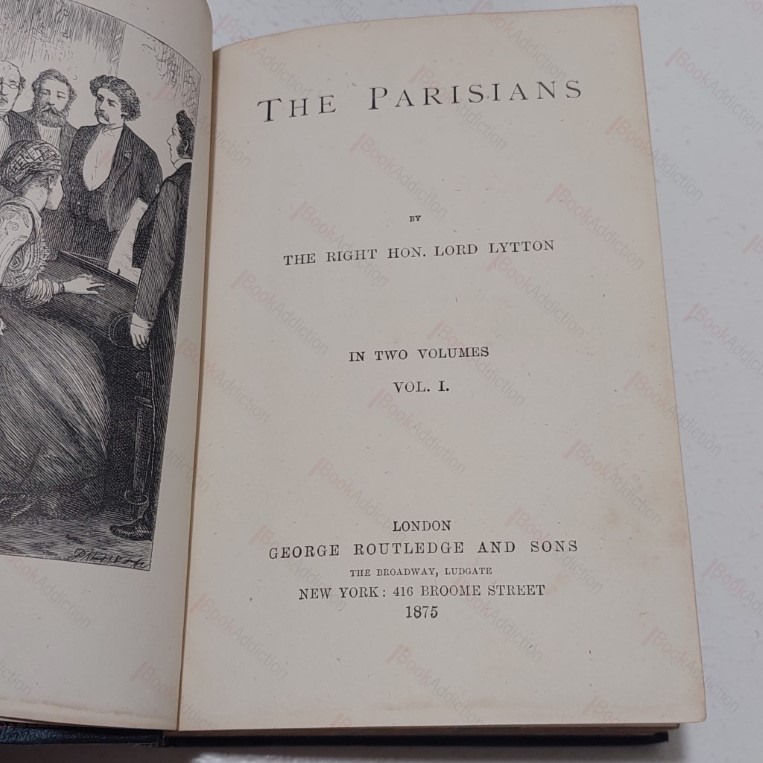 THE PARISIANS
BY
THE RIGHT HON. LORD LYTTON
IN TWO VOLUMES
VOL. I.
LONDON
GEORGE ROUTLEDGE AND SONS
THE BROADWAY, LUDGATE
NEW YORK: 416 BROOME STREET
1875
BookAddiction